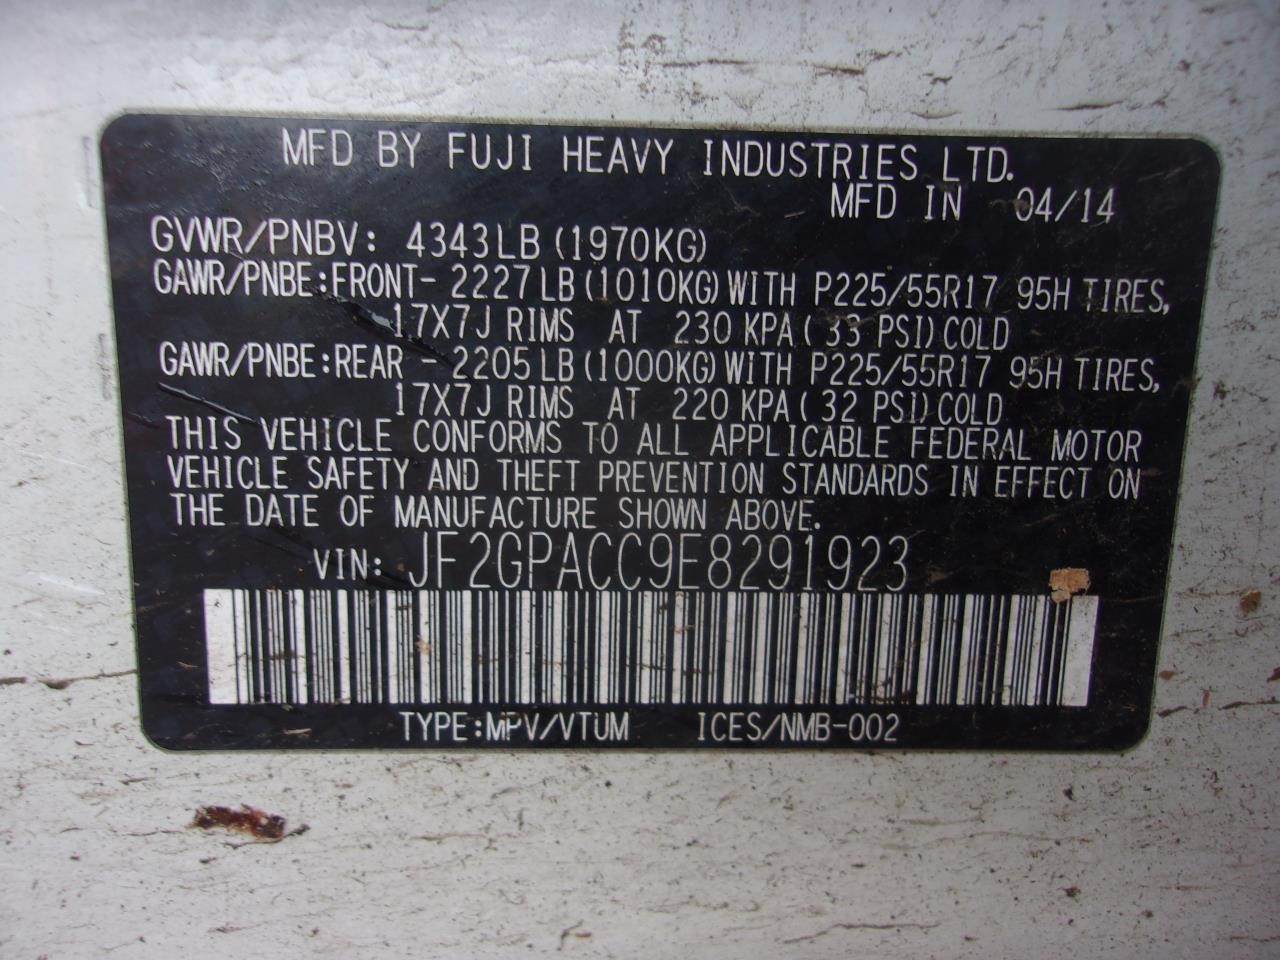 MFD BY FUJI HEAVY INDUSTRIES LTD.
MFD IN 04/14
GVWR/PNBV: 4343LB (1970KG)
GAWR/PNBE:FRONT- 2227LB (1010KG) WITH P225/55R17 95H TIRES,
17X7J RIMS AT 230 KPA ( 33 PSI) COLD
GAWR/PNBE:REAR - 2205LB (1000KG) WITH P225/55R17 95H TIRES,
17X7J RIMS AT 220 KPA ( 32 PSI) COLD
THIS VEHICLE CONFORMS TO ALL APPLICABLE FEDERAL MOTOR
VEHICLE SAFETY AND THEFT PREVENTION STANDARDS IN EFFECT ON
THE DATE OF MANUFACTURE SHOWN ABOVE.
VIN: JF2GPACC9E8291923
TYPE:MPV/VTUM ICES/NMB-002